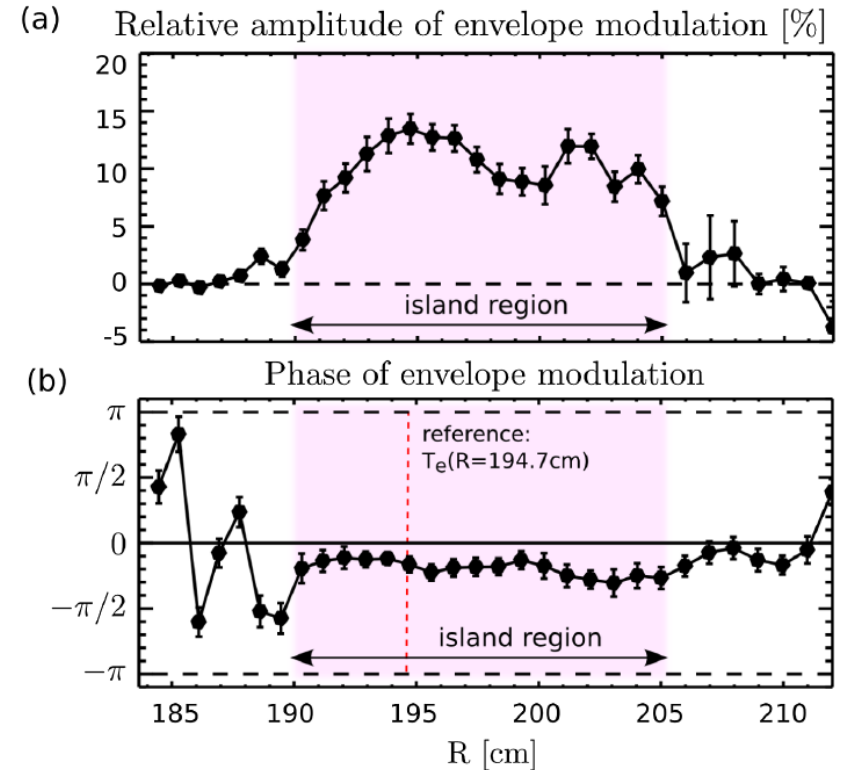 (a) Relative amplitude of envelope modulation [%]
20
15
10
5
0
-5
island region
(b) Phase of envelope modulation
π
π/2
0
−π/2
−π
reference:
Te(R=194.7cm)
island region
185 190 195 200 205 210
R [cm]